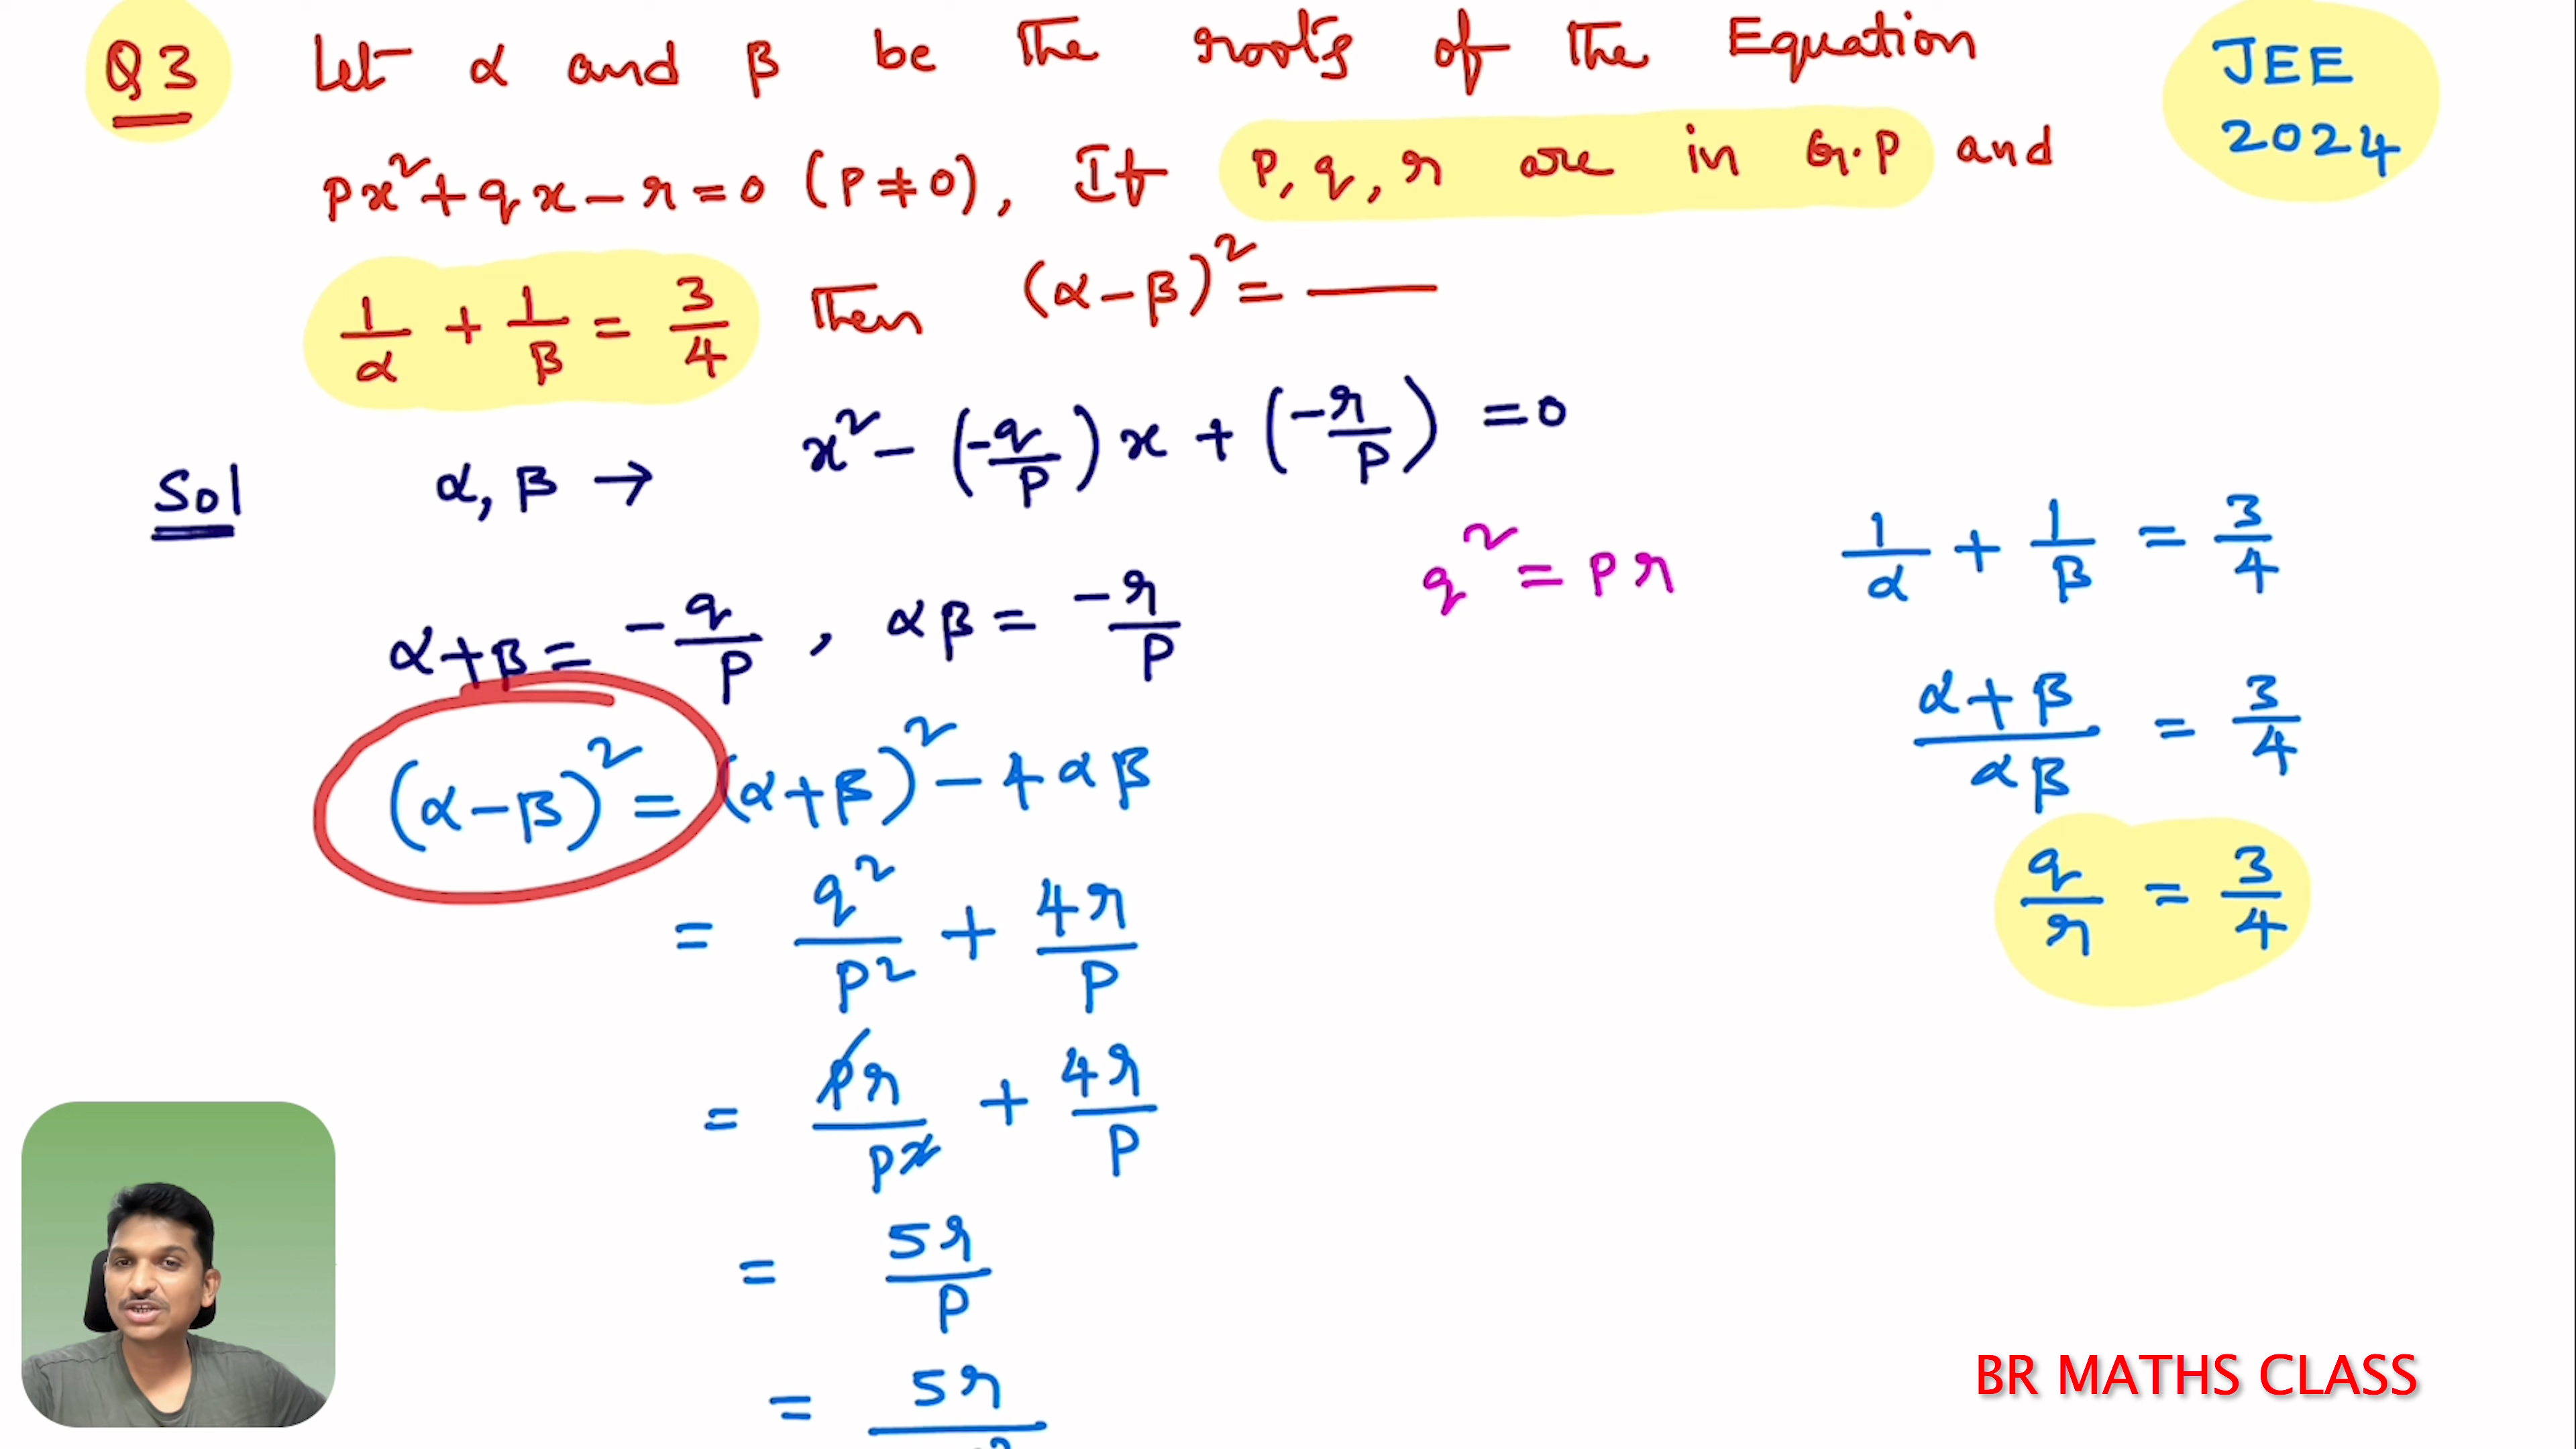 Q3 Let α and β be the roots of the Equation
px² + qx − r = 0 (p ≠ 0), If p, q, r are in G.P and
1/α + 1/β = 3/4 Then (α − β)² = ___
JEE
2024
Sol α, β → x² − (−q/p) x + (−r/p) = 0
α + β = −q/p , αβ = −r/p
q² = pr
(α − β)² = (α + β)² − 4αβ
= q²/p² + 4r/p
= pr/p² + 4r/p
= 5r/p
= 5r/
1/α + 1/β = 3/4
α + β/αβ = 3/4
q/r = 3/4
BR MATHS CLASS